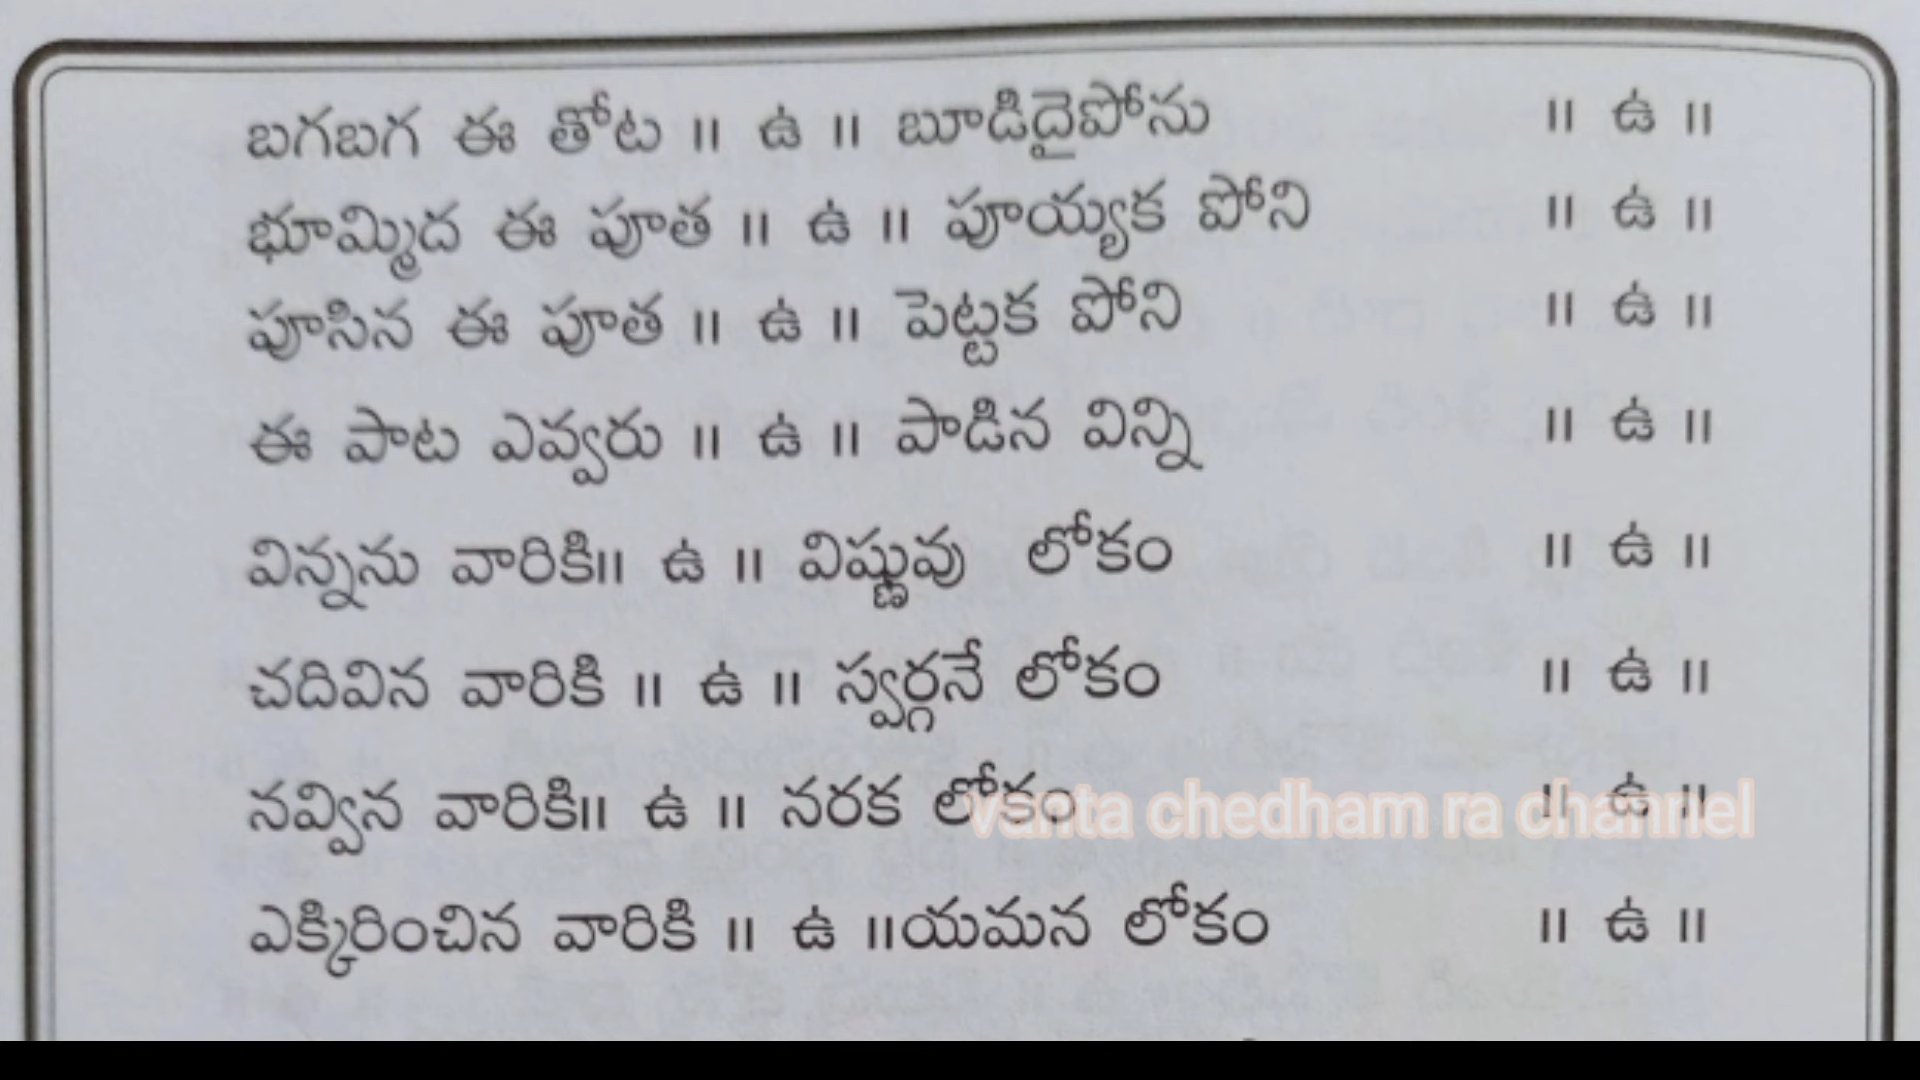 బగబగ ఈ తోట ॥ ఉ ॥ బూడిదైపోను ॥ ఉ ॥
భూమ్మిద ఈ పూత ॥ ఉ ॥ పూయ్యక పోని ॥ ఉ ॥
పూసిన ఈ పూత ॥ ఉ ॥ పెట్టక పోని ॥ ఉ ॥
ఈ పాట ఎవ్వరు ॥ ఉ ॥ పాడిన విన్ని ॥ ఉ ॥
విన్నను వారికి॥ ఉ ॥ విష్ణువు లోకం ॥ ఉ ॥
చదివిన వారికి ॥ ఉ ॥ స్వర్గనే లోకం ॥ ఉ ॥
నవ్విన వారికి॥ ఉ ॥ నరక లోకం ॥ ఉ ॥
vanta chedham ra channel
ఎక్కిరించిన వారికి ॥ ఉ ॥యమన లోకం ॥ ఉ ॥